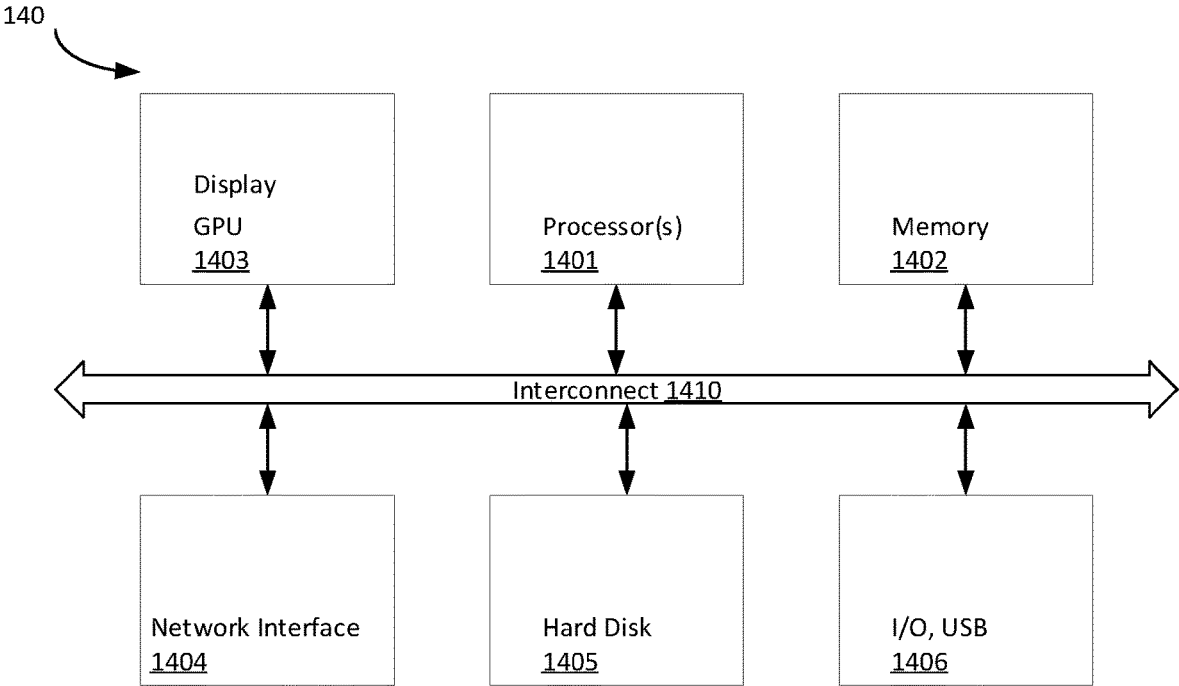 140
Display
GPU
1403
Processor(s)
1401
Memory
1402
Interconnect 1410
Network Interface
1404
Hard Disk
1405
I/O, USB
1406